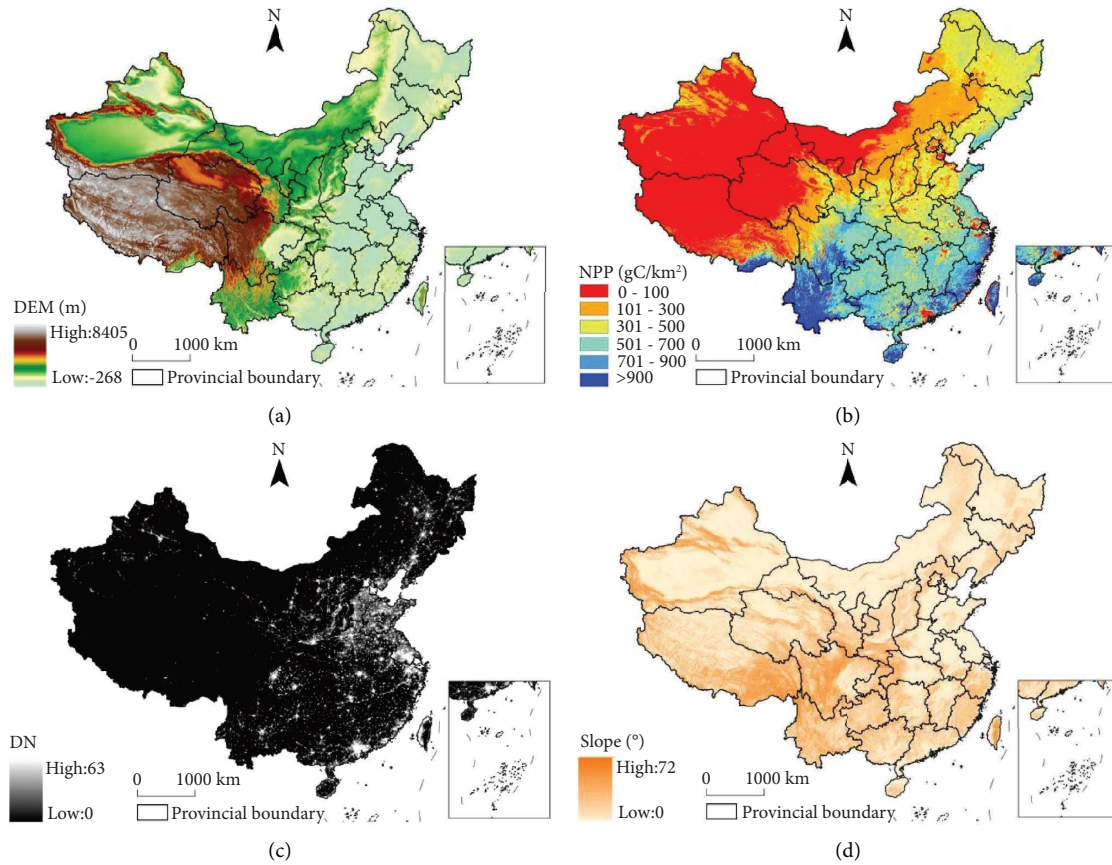 N
DEM (m)
High:8405
Low:-268
0 1000 km
Provincial boundary
(a)
N
NPP (gC/km²)
0 - 100
101 - 300
301 - 500
501 - 700
701 - 900
>900
0 1000 km
Provincial boundary
(b)
N
DN
High:63
Low:0
0 1000 km
Provincial boundary
(c)
N
Slope (°)
High:72
Low:0
0 1000 km
Provincial boundary
(d)